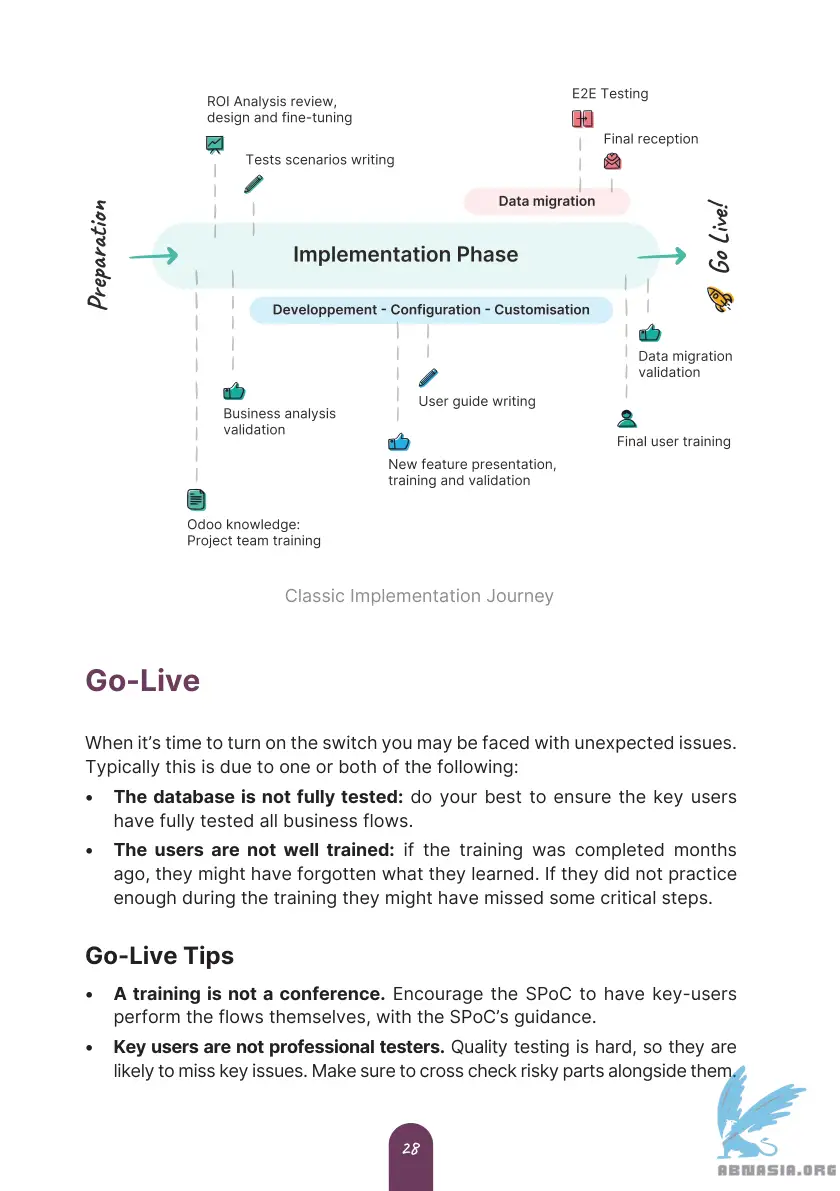 E2E Testing
ROI Analysis review,
design and fine-tuning
Final reception
Tests scenarios writing
Data migration
Preparation
Implementation Phase
Go Live!
Developpement - Configuration - Customisation
Data migration
validation
User guide writing
Business analysis
validation
Final user training
New feature presentation,
training and validation
Odoo knowledge:
Project team training
Classic Implementation Journey
Go-Live
When it’s time to turn on the switch you may be faced with unexpected issues.
Typically this is due to one or both of the following:
• The database is not fully tested: do your best to ensure the key users
have fully tested all business flows.
• The users are not well trained: if the training was completed months
ago, they might have forgotten what they learned. If they did not practice
enough during the training they might have missed some critical steps.
Go-Live Tips
• A training is not a conference. Encourage the SPoC to have key-users
perform the flows themselves, with the SPoC’s guidance.
• Key users are not professional testers. Quality testing is hard, so they are
likely to miss key issues. Make sure to cross check risky parts alongside them.
28
ABNASIA.ORG